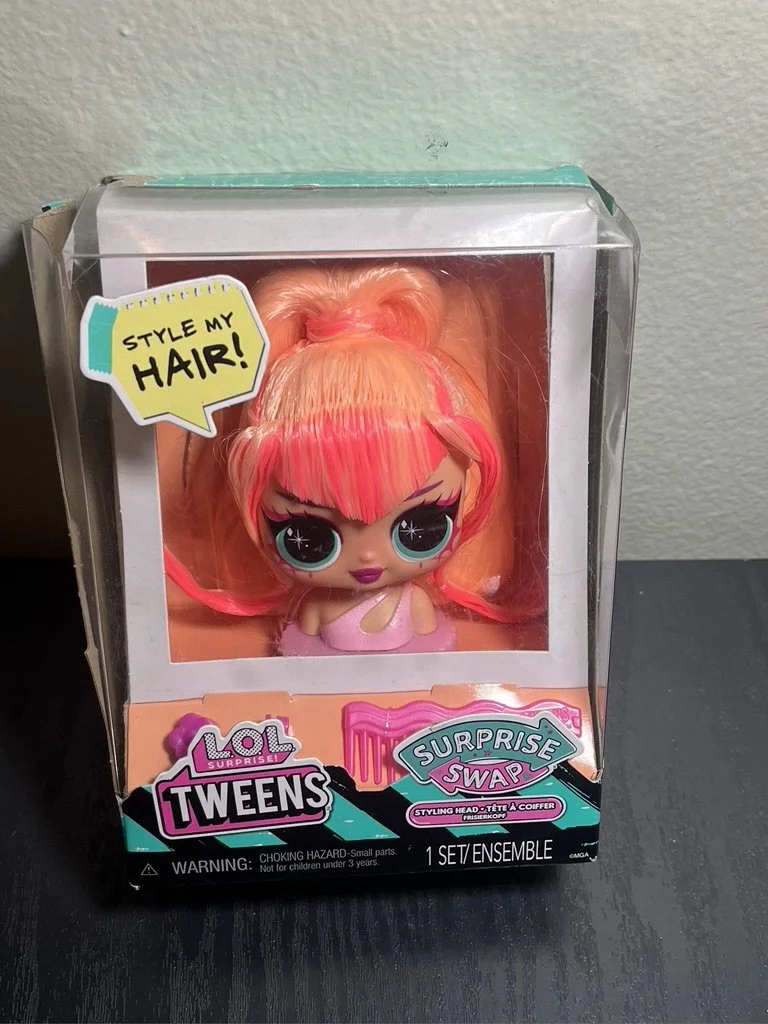 STYLE MY
HAIR!
L.O.L
SURPRISE!
TWEENS
SURPRISE
SWAP
STYLING HEAD • TÊTE À COIFFER
FRISIERKOPF
WARNING: CHOKING HAZARD-Small parts.
Not for children under 3 years.
1 SET/ENSEMBLE
©MGA